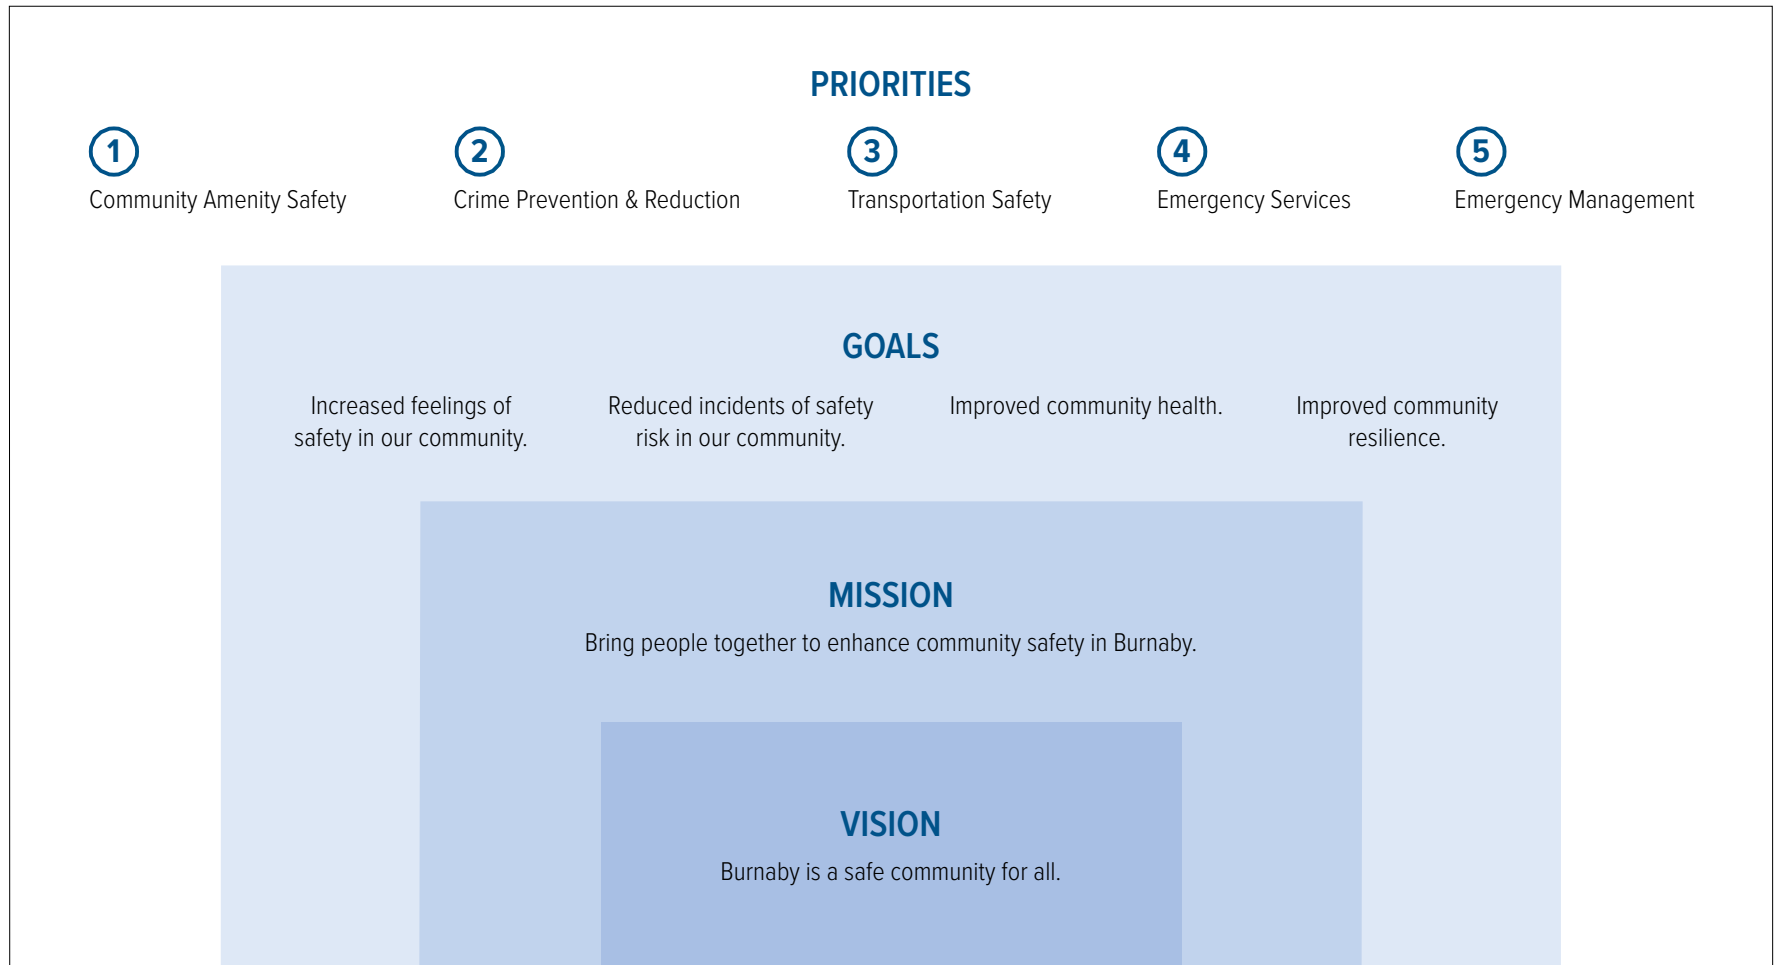 PRIORITIES
1
2
3
4
5
Community Amenity Safety
Crime Prevention & Reduction
Transportation Safety
Emergency Services
Emergency Management
GOALS
Increased feelings of
safety in our community.
Reduced incidents of safety
risk in our community.
Improved community health.
Improved community
resilience.
MISSION
Bring people together to enhance community safety in Burnaby.
VISION
Burnaby is a safe community for all.